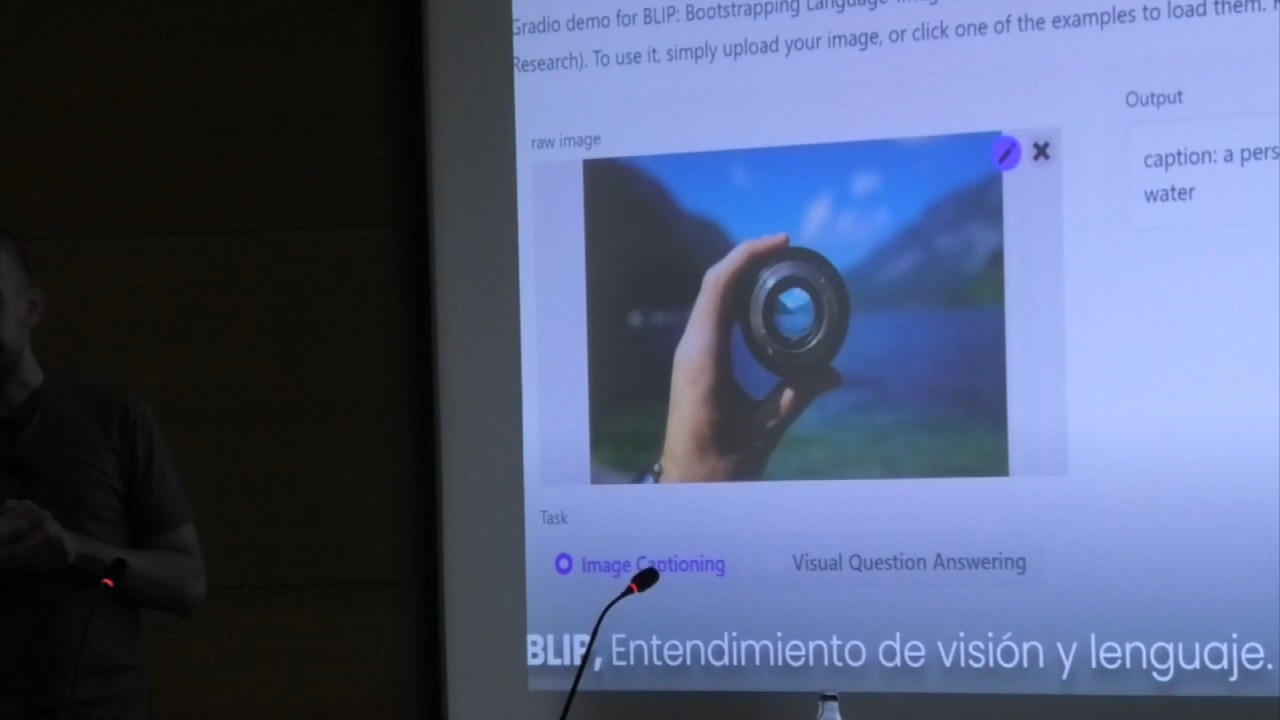 Gradio demo for BLIP: Bootstrapping Language-
Research). To use it, simply upload your image, or click one of the examples to load them.
raw image
Output
caption: a
water
Task
Image Captioning
Visual Question Answering
BLIP, Entendimiento de visión y lenguaje.